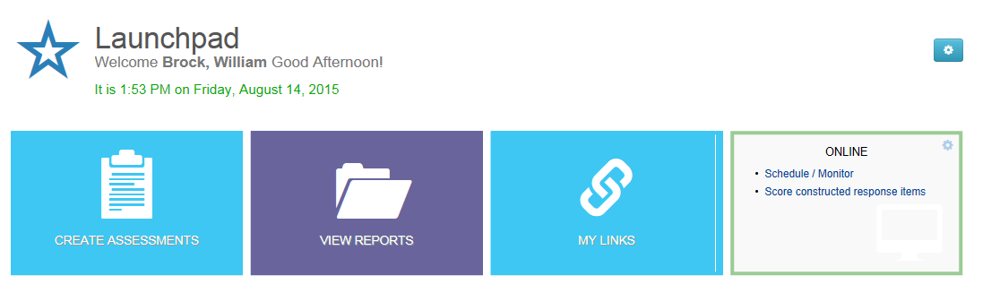 Launchpad
Welcome Brock, William Good Afternoon!
It is 1:53 PM on Friday, August 14, 2015
CREATE ASSESSMENTS
VIEW REPORTS
MY LINKS
ONLINE
• Schedule / Monitor
• Score constructed response items